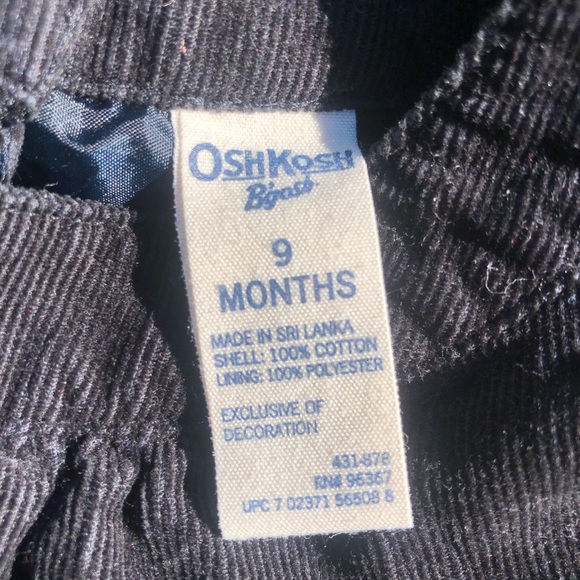 OSHKOSH
B'gosh
9
MONTHS
MADE IN SRI LANKA
SHELL: 100% COTTON
LINING: 100% POLYESTER
EXCLUSIVE OF
DECORATION
431-878
RN# 96367
UPC 7 02371 56508 8